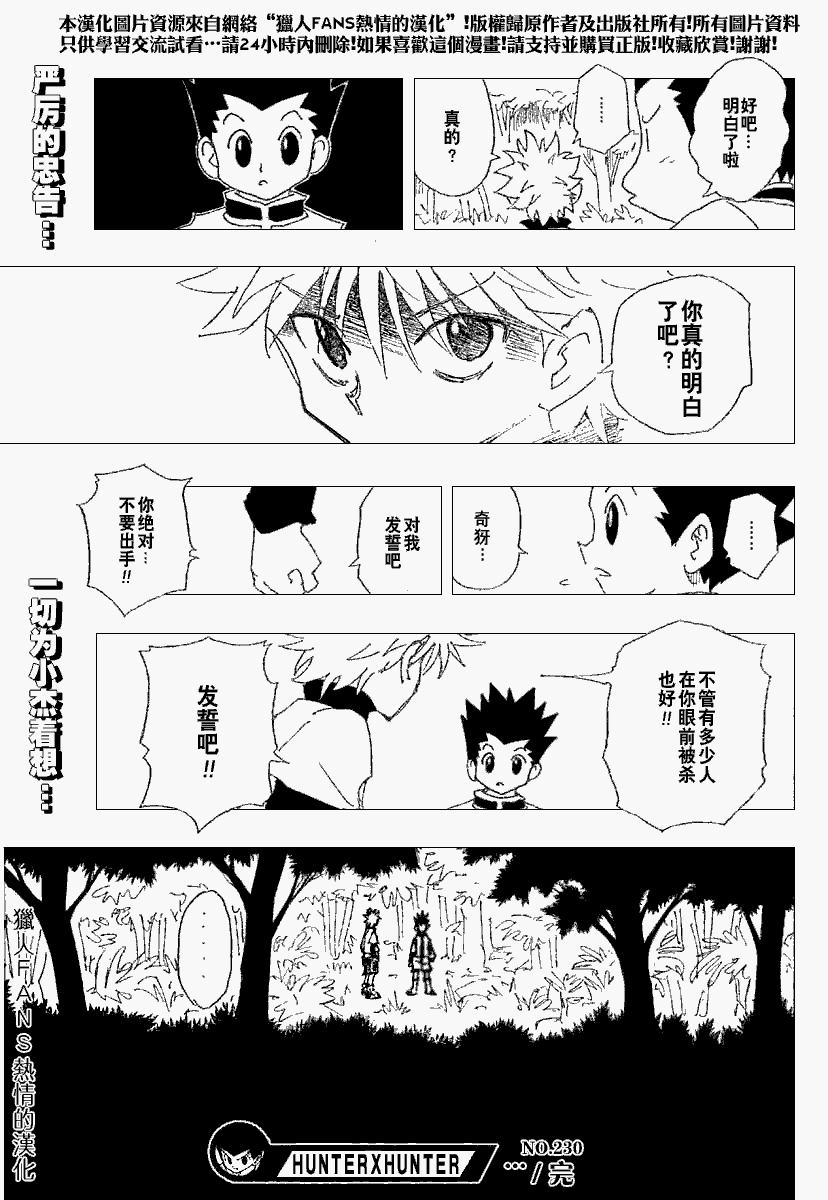 本漢化圖片資源來自網絡“獵人FANS熱情的漢化”!版權歸原作者及出版社所有!所有圖片資料
只供學習交流試看…請24小時內刪除!如果喜歡這個漫畫!請支持並購買正版!收藏欣賞!謝謝!
好吧…
明白了啦
……
真的？
严厉的忠告…
你真的明白
了吧？
……
奇犽…
对我
发誓吧
你绝对…
不要出手!!
不管有多少人
在你眼前被杀
也好!!
发誓吧!!
一切为小杰着想…
……
獵人FANS熱情的漢化
HUNTERXHUNTER
NO.230
…/完